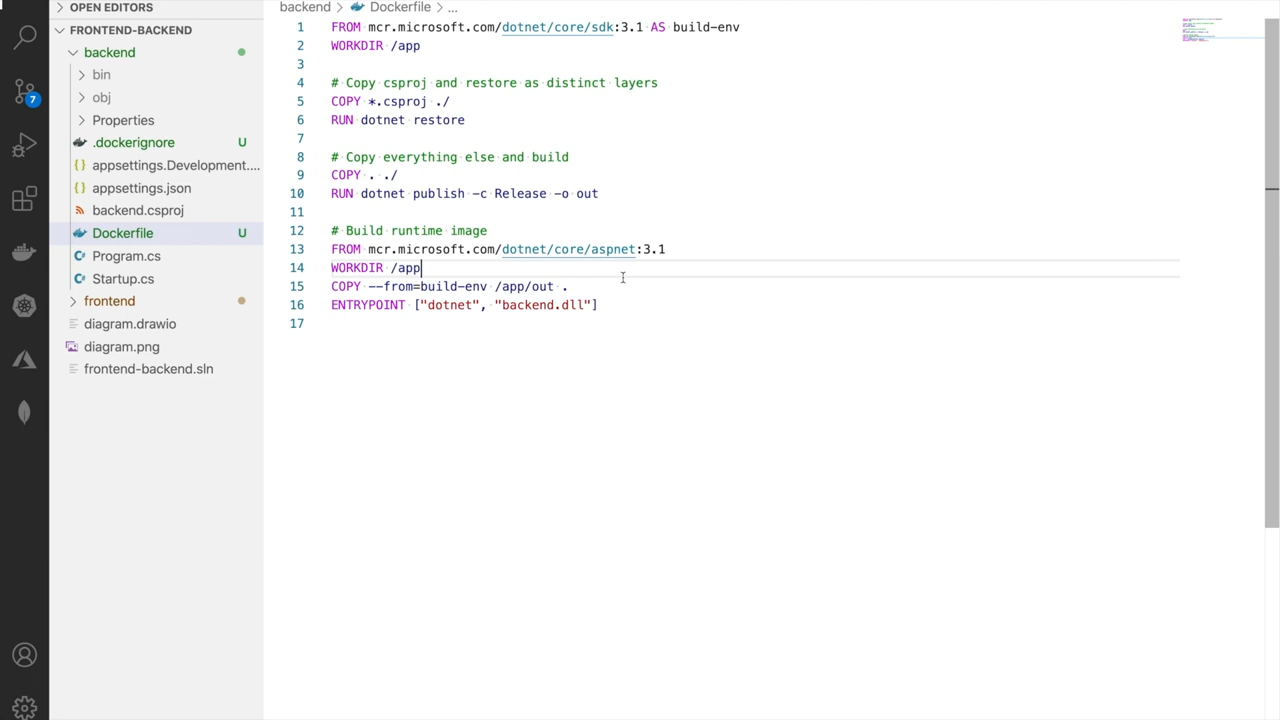 OPEN EDITORS
FRONTEND-BACKEND
backend
bin
obj
Properties
.dockerignore U
appsettings.Development....
appsettings.json
backend.csproj
Dockerfile U
Program.cs
Startup.cs
frontend
diagram.drawio
diagram.png
frontend-backend.sln
7
backend > Dockerfile > ...
1 FROM mcr.microsoft.com/dotnet/core/sdk:3.1 AS build-env
2 WORKDIR /app
3
4 # Copy csproj and restore as distinct layers
5 COPY *.csproj ./
6 RUN dotnet restore
7
8 # Copy everything else and build
9 COPY . ./
10 RUN dotnet publish -c Release -o out
11
12 # Build runtime image
13 FROM mcr.microsoft.com/dotnet/core/aspnet:3.1
14 WORKDIR /app
15 COPY --from=build-env /app/out .
16 ENTRYPOINT ["dotnet", "backend.dll"]
17